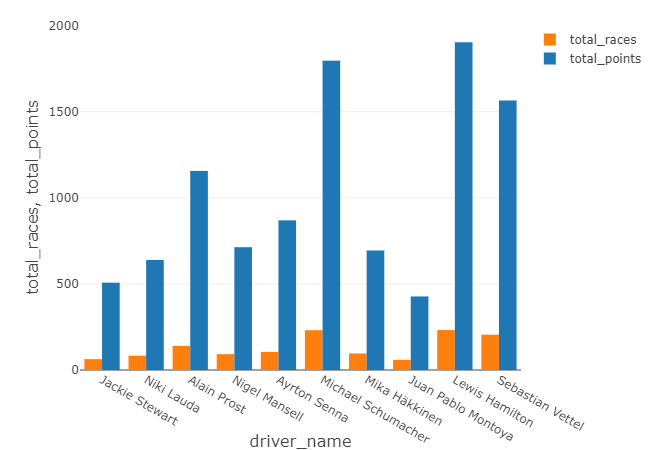 2000
total_races
total_points
1500
1000
500
0
total_races, total_points
Jackie Stewart
Niki Lauda
Alain Prost
Nigel Mansell
Ayrton Senna
Michael Schumacher
Mika Häkkinen
Juan Pablo Montoya
Lewis Hamilton
Sebastian Vettel
driver_name